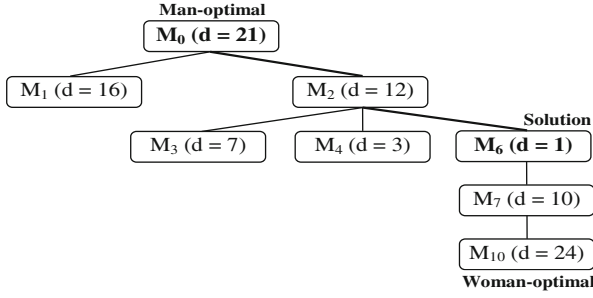 Man-optimal
M₀ (d = 21)
M₁ (d = 16)
M₂ (d = 12)
Solution
M₃ (d = 7)
M₄ (d = 3)
M₆ (d = 1)
M₇ (d = 10)
M₁₀ (d = 24)
Woman-optimal